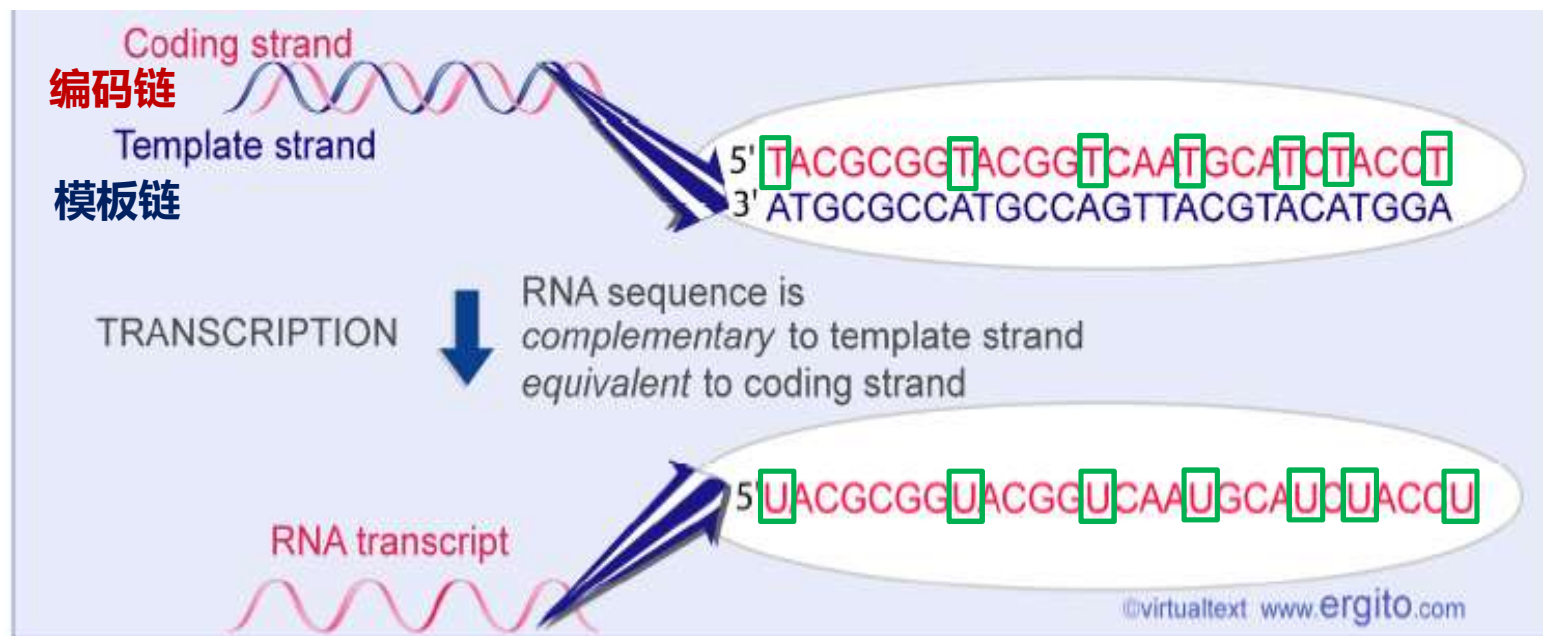 Coding strand
编码链
Template strand
模板链
5' TACGCGGTACGGTCAATGCATCTACCT
3' ATGCGCCATGCCAGTTACGTACATGGA
TRANSCRIPTION
RNA sequence is
complementary to template strand
equivalent to coding strand
5' UACGCGGUACGGUCAAUGCAUCUACCU
RNA transcript
©virtualtext www.ergito.com